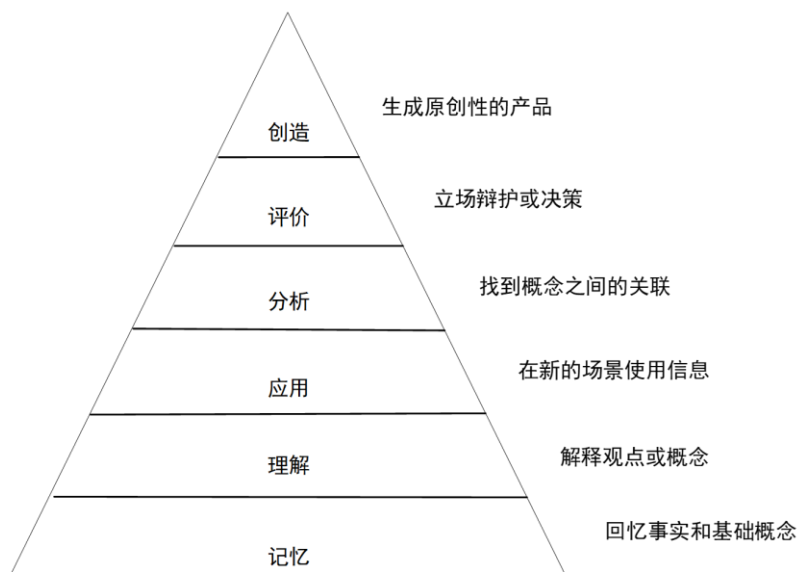 生成原创性的产品
创造
立场辩护或决策
评价
找到概念之间的关联
分析
在新的场景使用信息
应用
解释观点或概念
理解
回忆事实和基础概念
记忆